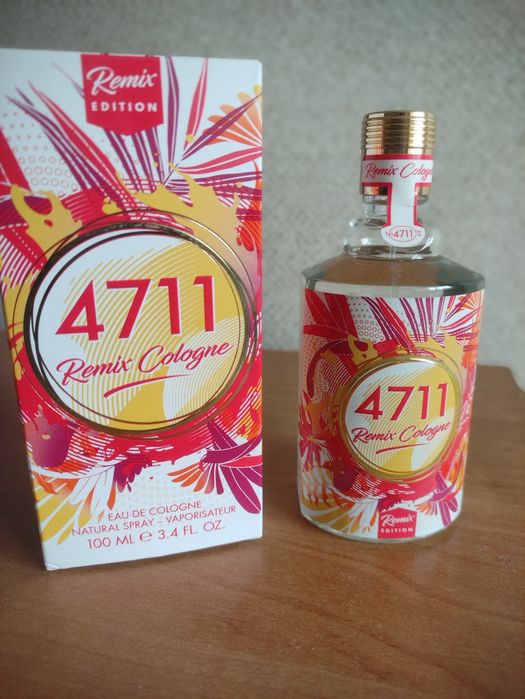 Remix
EDITION
4711
Remix Cologne
EAU DE COLOGNE
NATURAL SPRAY – VAPORISATEUR
100 ML ℮ 3.4 FL. OZ.
Remix Cologne
Nº4711
4711
Remix Cologne
Remix
EDITION